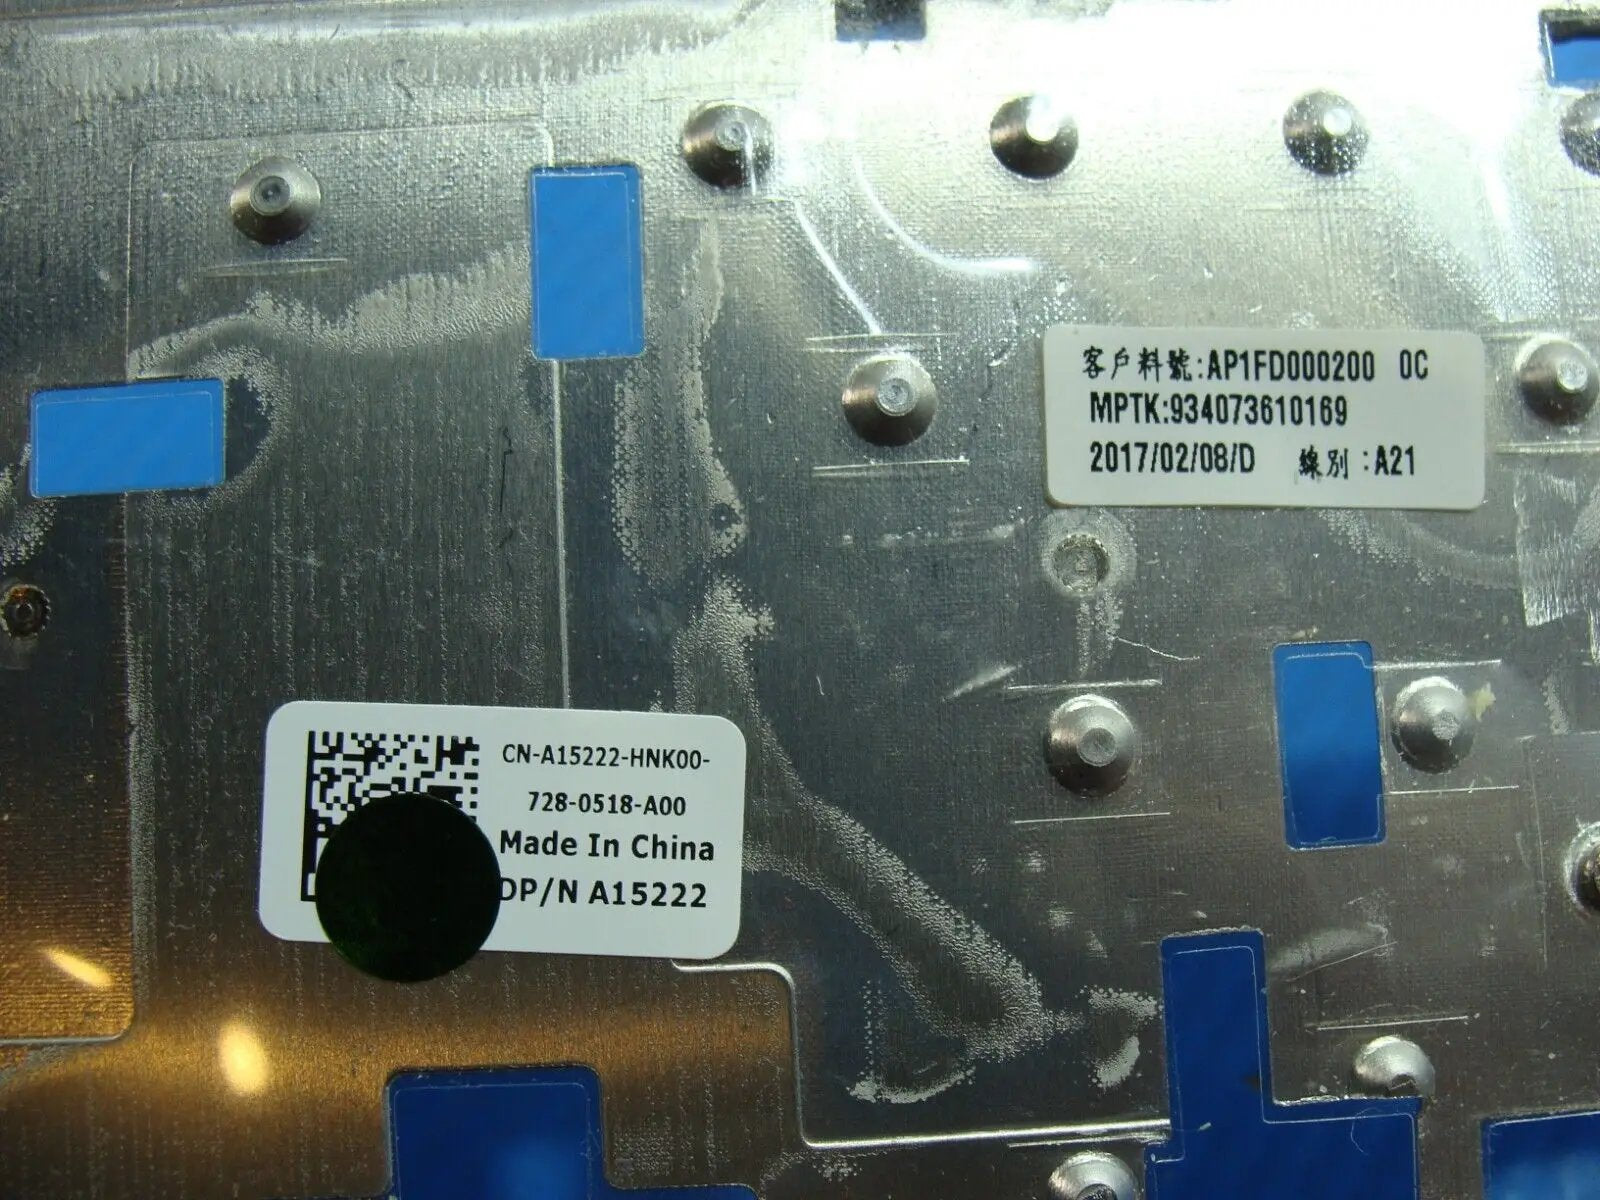 客戶料號:AP1FD000200 0C
MPTK:934073610169
2017/02/08/D 線別:A21
CN-A15222-HNK00-
728-0518-A00
Made In China
DP/N A15222